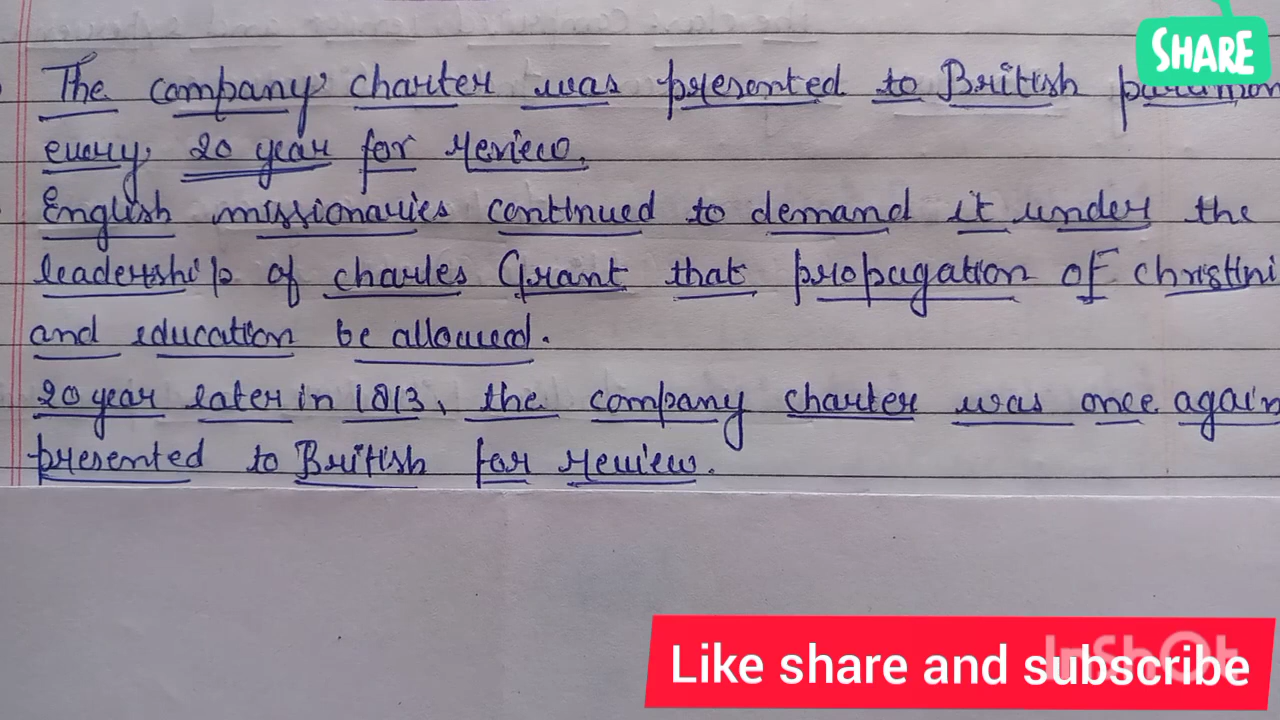 SHARE
The company charter was presented to British
every 20 year for review.
English missionaries continued to demand it under the
leadership of charles Grant that propagation of christini
and education be allowed.
20 year later in 1813, the company charter was once again
presented to British for review.
InShOt
Like share and subscribe